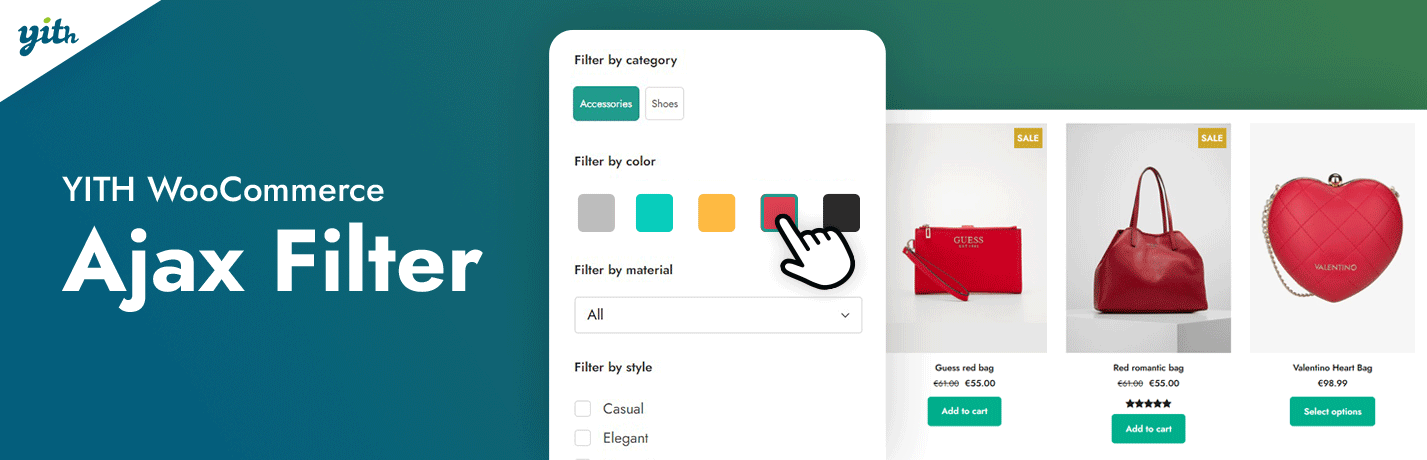 yith
YITH WooCommerce
Ajax Filter
Filter by category
Accessories
Shoes
Filter by color
Filter by material
All
Filter by style
Casual
Elegant
SALE
GUESS
Guess red bag
€61.00 €55.00
Add to cart
SALE
Red romantic bag
€61.00 €55.00
Add to cart
VALENTINO
Valentino Heart Bag
€98.99
Select options